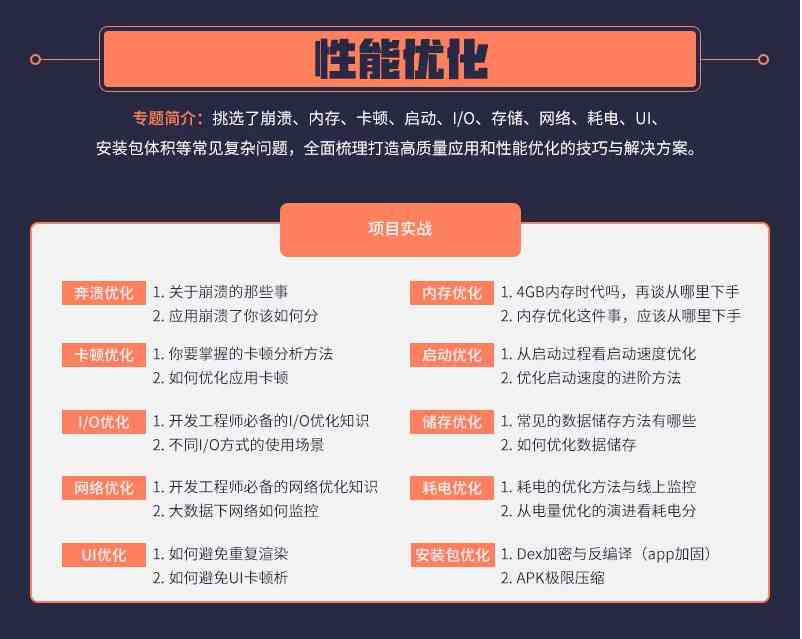 性能优化
专题简介：挑选了崩溃、内存、卡顿、启动、I/O、存储、网络、耗电、UI、
安装包体积等常见复杂问题，全面梳理打造高质量应用和性能优化的技巧与解决方案。
项目实战
奔溃优化
1. 关于崩溃的那些事
2. 应用崩溃了你该如何分
内存优化
1. 4GB内存时代吗，再谈从哪里下手
2. 内存优化这件事，应该从哪里下手
卡顿优化
1. 你要掌握的卡顿分析方法
2. 如何优化应用卡顿
启动优化
1. 从启动过程看启动速度优化
2. 优化启动速度的进阶方法
I/O优化
1. 开发工程师必备的I/O优化知识
2. 不同I/O方式的使用场景
储存优化
1. 常见的数据储存方法有哪些
2. 如何优化数据储存
网络优化
1. 开发工程师必备的网络优化知识
2. 大数据下网络如何监控
耗电优化
1. 耗电的优化方法与线上监控
2. 从电量优化的演进看耗电分
UI优化
1. 如何避免重复渲染
2. 如何避免UI卡顿析
安装包优化
1. Dex加密与反编译（app加固）
2. APK极限压缩